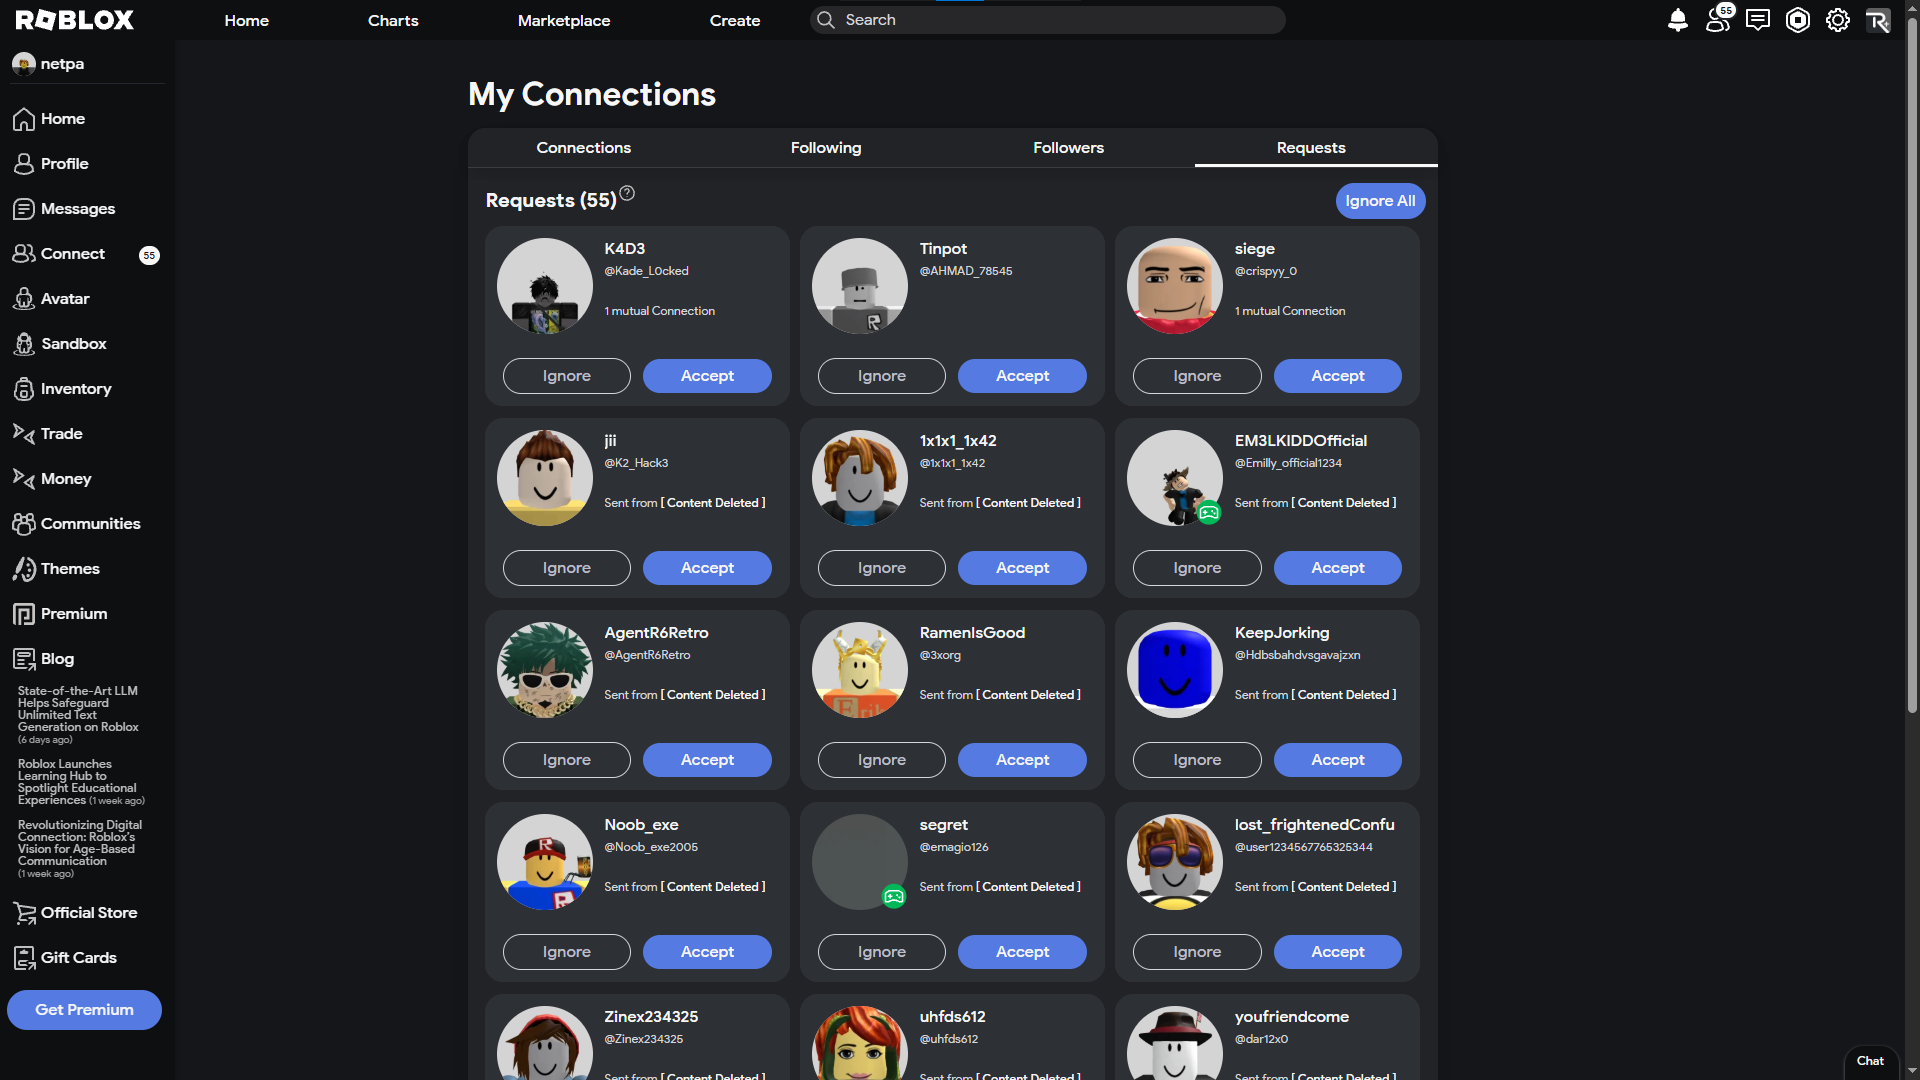 ROBLOX
Home
Charts
Marketplace
Create
Search
55
netpa
Home
Profile
Messages
Connect
55
Avatar
Sandbox
Inventory
Trade
Money
Communities
Themes
Premium
Blog
State-of-the-Art LLM
Helps Safeguard
Unlimited Text
Generation on Roblox
(6 days ago)
Roblox Launches
Learning Hub to
Spotlight Educational
Experiences (1 week ago)
Revolutionizing Digital
Connection: Roblox's
Vision for Age-Based
Communication
(1 week ago)
Official Store
Gift Cards
Get Premium
My Connections
Connections
Following
Followers
Requests
Requests (55)
?
Ignore All
K4D3
@Kade_L0cked
1 mutual Connection
Ignore
Accept
Tinpot
@AHMAD_78545
Ignore
Accept
siege
@crispyy_0
1 mutual Connection
Ignore
Accept
jii
@K2_Hack3
Sent from [ Content Deleted ]
Ignore
Accept
1x1x1_1x42
@1x1x1_1x42
Sent from [ Content Deleted ]
Ignore
Accept
EM3LKIDDOfficial
@Emilly_official1234
Sent from [ Content Deleted ]
Ignore
Accept
AgentR6Retro
@AgentR6Retro
Sent from [ Content Deleted ]
Ignore
Accept
RamenIsGood
@3xorg
Sent from [ Content Deleted ]
Ignore
Accept
KeepJorking
@Hdbsbahdvsgavajzxn
Sent from [ Content Deleted ]
Ignore
Accept
Noob_exe
@Noob_exe2005
Sent from [ Content Deleted ]
Ignore
Accept
segret
@emagio126
Sent from [ Content Deleted ]
Ignore
Accept
lost_frightenedConfu
@user1234567765325344
Sent from [ Content Deleted ]
Ignore
Accept
Zinex234325
@Zinex234325
Sent from [ Content Deleted ]
uhfds612
@uhfds612
Sent from [ Content Deleted ]
youfriendcome
@dar12x0
Sent from [ Content Deleted ]
Chat